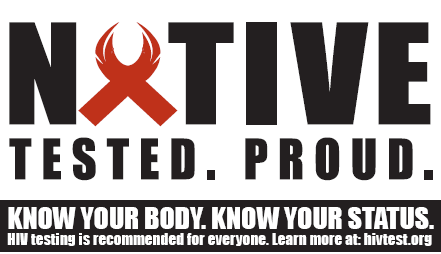 NATIVE
TESTED. PROUD.
KNOW YOUR BODY. KNOW YOUR STATUS.
HIV testing is recommended for everyone. Learn more at: hivtest.org